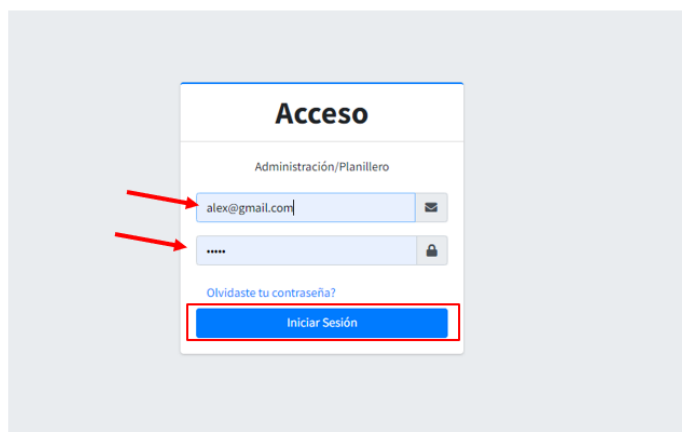 Acceso
Administración/Planillero
alex@gmail.com
•••••
Olvidaste tu contraseña?
Iniciar Sesión